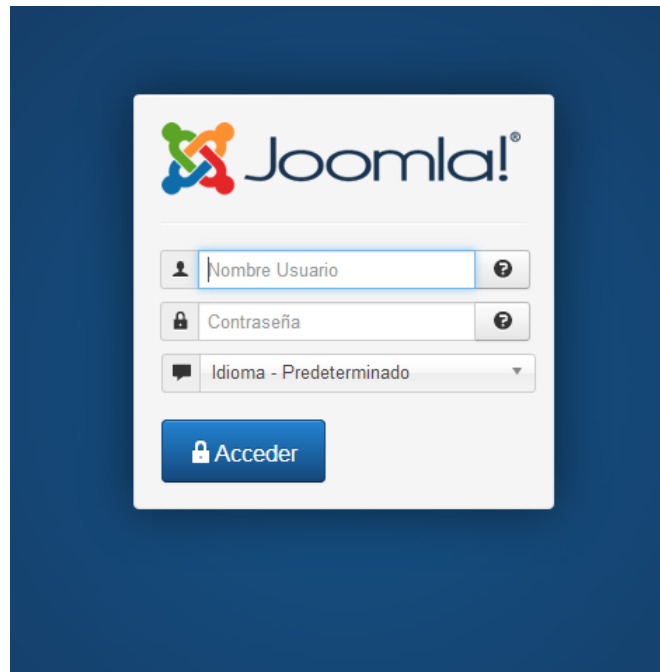 Joomla!®
Nombre Usuario
Contraseña
Idioma - Predeterminado
Acceder